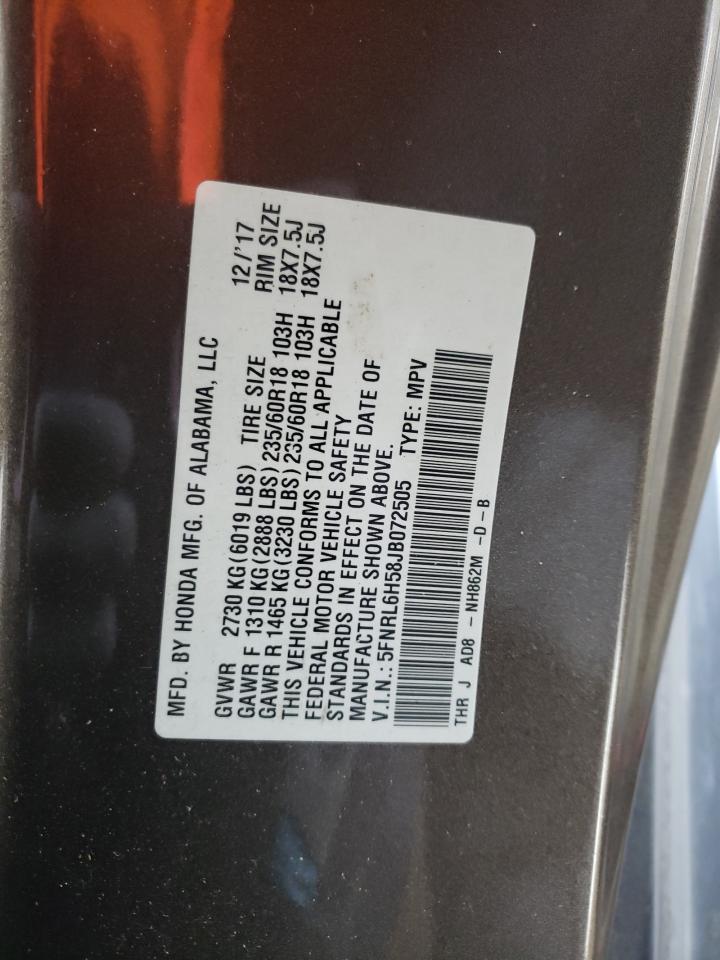 MFD. BY HONDA MFG. OF ALABAMA, LLC 12/'17
GVWR 2730 KG(6019 LBS) TIRE SIZE RIM SIZE
GAWR F 1310 KG(2888 LBS)235/60R18 103H 18X7.5J
GAWR R 1465 KG(3230 LBS)235/60R18 103H 18X7.5J
THIS VEHICLE CONFORMS TO ALL APPLICABLE
FEDERAL MOTOR VEHICLE SAFETY
STANDARDS IN EFFECT ON THE DATE OF
MANUFACTURE SHOWN ABOVE.
V.I.N.: 5FNRL6H58JB072505 TYPE: MPV
THR J AD8 - NH862M -D -B